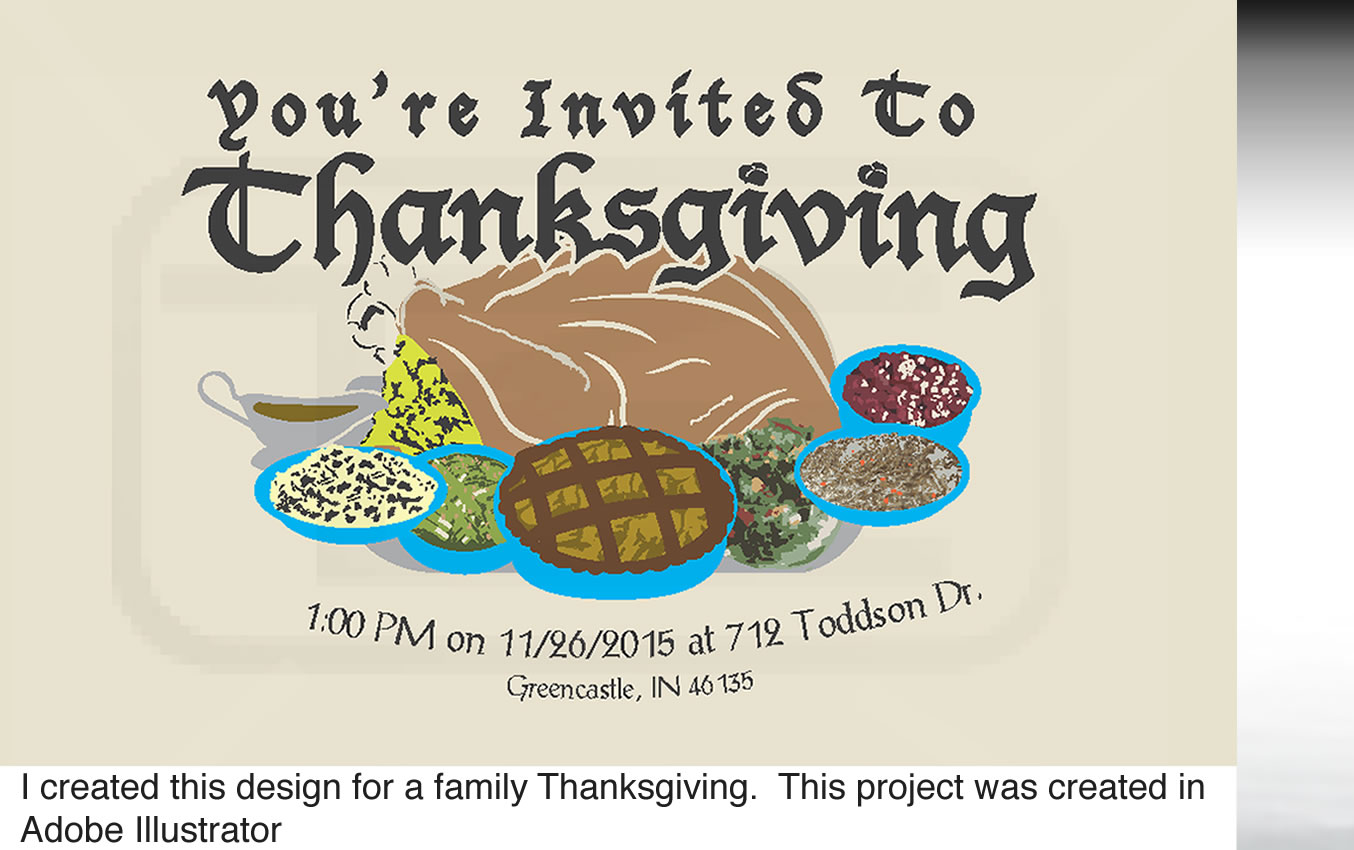 You're Invited To
Thanksgiving
1:00 PM on 11/26/2015 at 712 Toddson Dr.
Greencastle, IN 46135
I created this design for a family Thanksgiving.  This project was created in
Adobe Illustrator